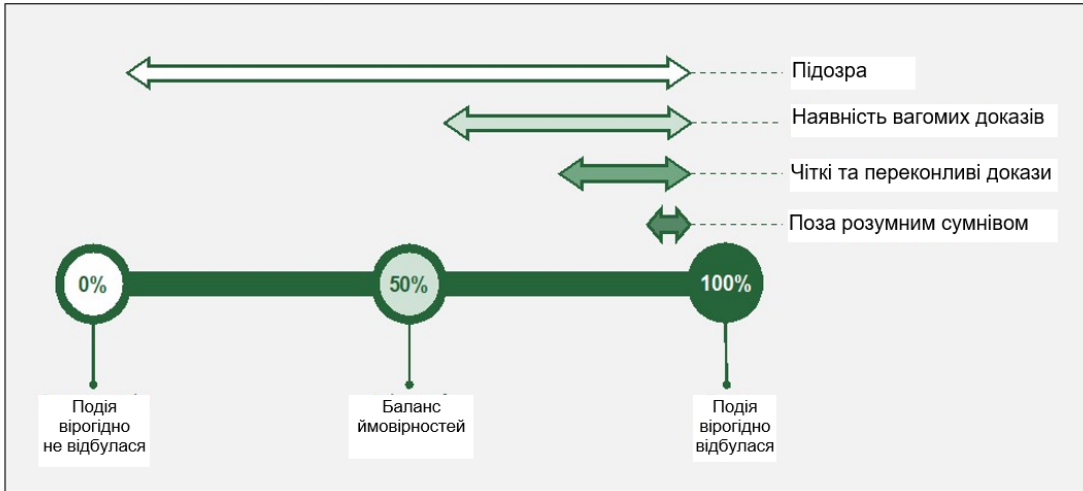 Підозра
Наявність вагомих доказів
Чіткі та переконливі докази
Поза розумним сумнівом
0%
50%
100%
Подія
вірогідно
не відбулася
Баланс
ймовірностей
Подія
вірогідно
відбулася